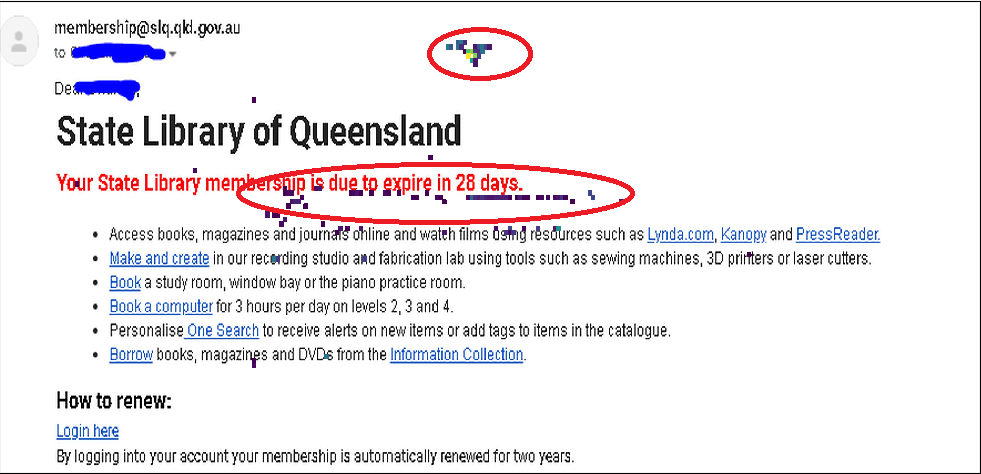 membership@slq.qld.gov.au
to
Dear
State Library of Queensland
Your State Library membership is due to expire in 28 days.
• Access books, magazines and journals online and watch films using resources such as Lynda.com, Kanopy and PressReader.
• Make and create in our recording studio and fabrication lab using tools such as sewing machines, 3D printers or laser cutters.
• Book a study room, window bay or the piano practice room.
• Book a computer for 3 hours per day on levels 2, 3 and 4.
• Personalise One Search to receive alerts on new items or add tags to items in the catalogue.
• Borrow books, magazines and DVDs from the Information Collection.
How to renew:
Login here
By logging into your account your membership is automatically renewed for two years.